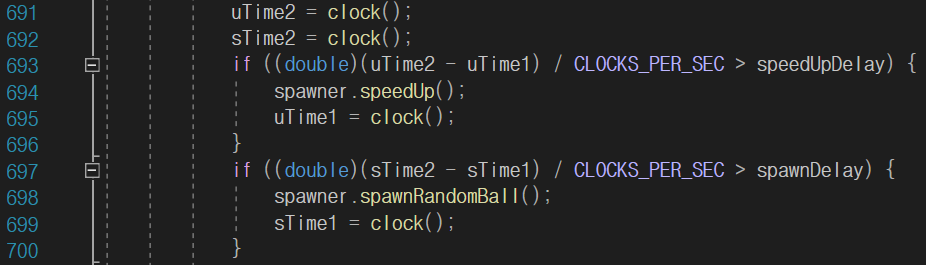 691 uTime2 = clock();
692 sTime2 = clock();
693 if ((double)(uTime2 - uTime1) / CLOCKS_PER_SEC > speedUpDelay) {
694 spawner.speedUp();
695 uTime1 = clock();
696 }
697 if ((double)(sTime2 - sTime1) / CLOCKS_PER_SEC > spawnDelay) {
698 spawner.spawnRandomBall();
699 sTime1 = clock();
700 }